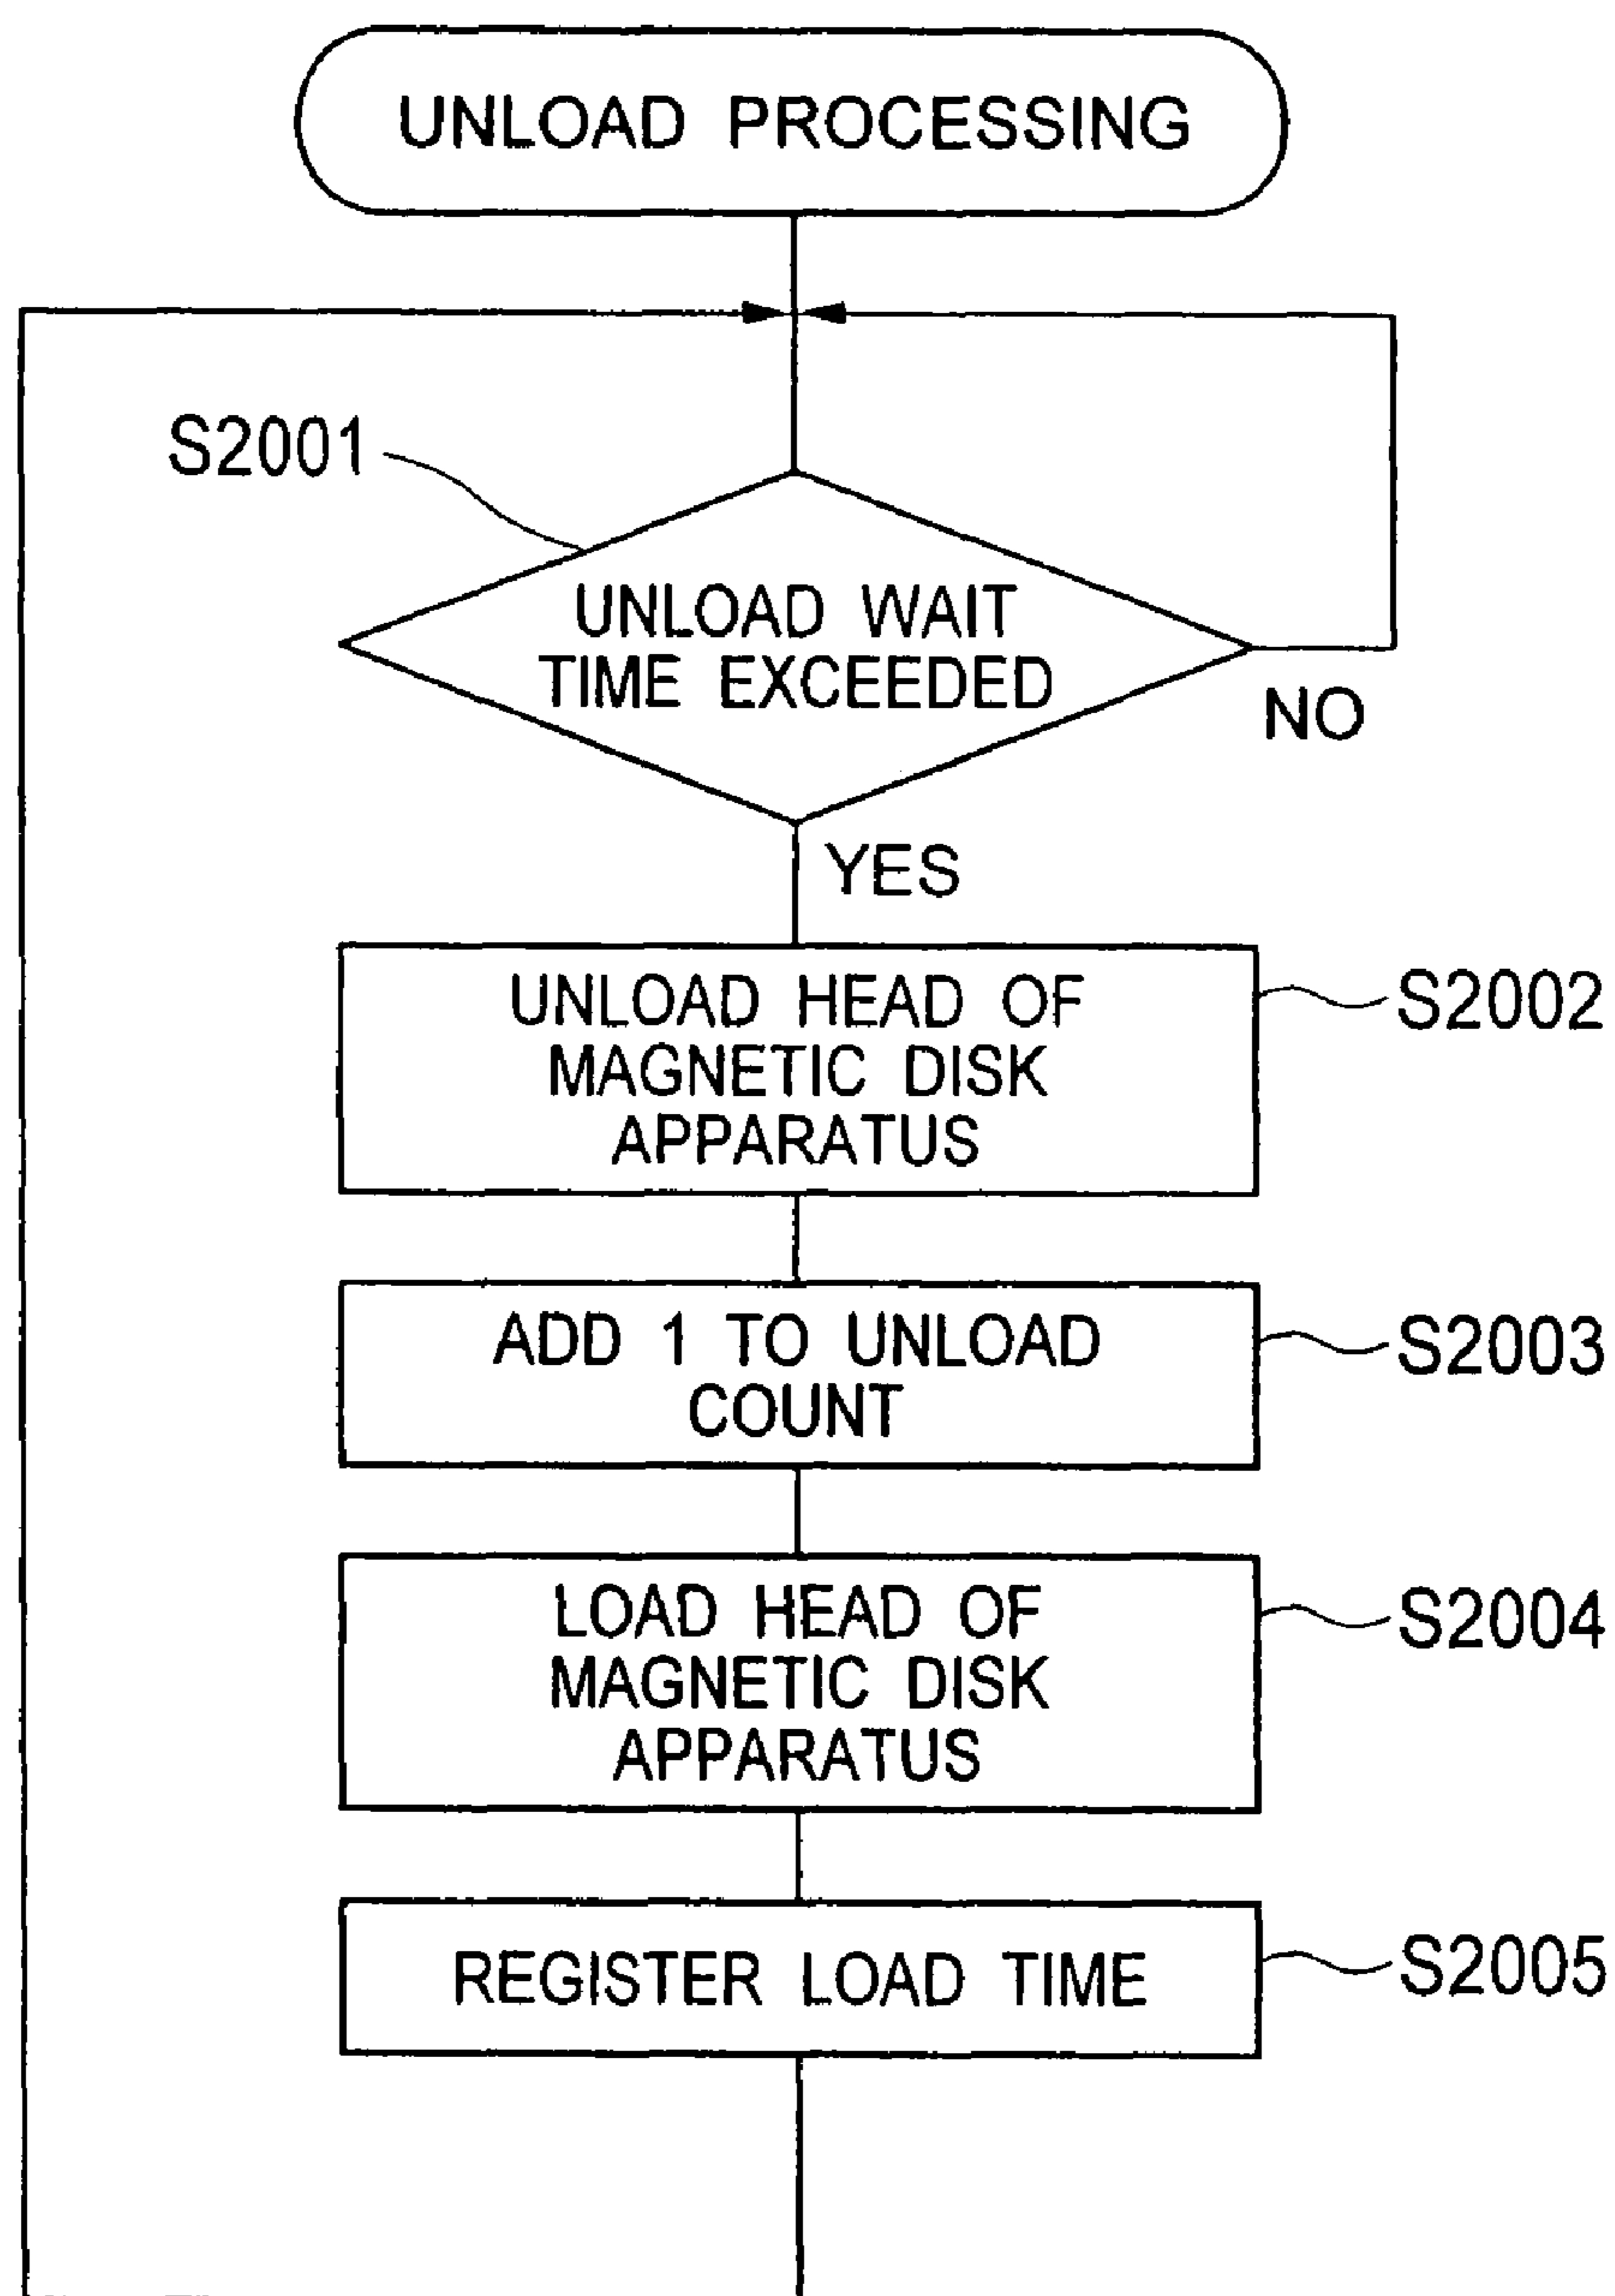 UNLOAD PROCESSING
S2001
UNLOAD WAIT
TIME EXCEEDED
NO
YES
UNLOAD HEAD OF
MAGNETIC DISK
APPARATUS
S2002
ADD 1 TO UNLOAD
COUNT
S2003
LOAD HEAD OF
MAGNETIC DISK
APPARATUS
S2004
REGISTER LOAD TIME
S2005